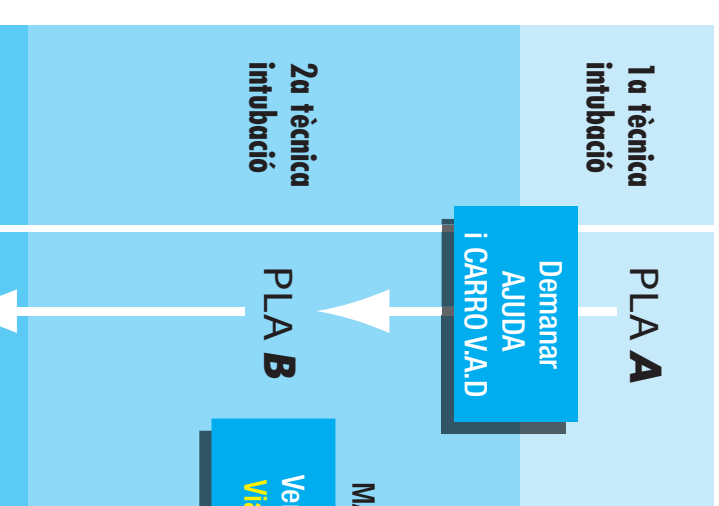 1a tècnica
intubació
PLA A
Demanar
AJUDA
i CARRO V.A.D
2a tècnica
intubació
PLA B